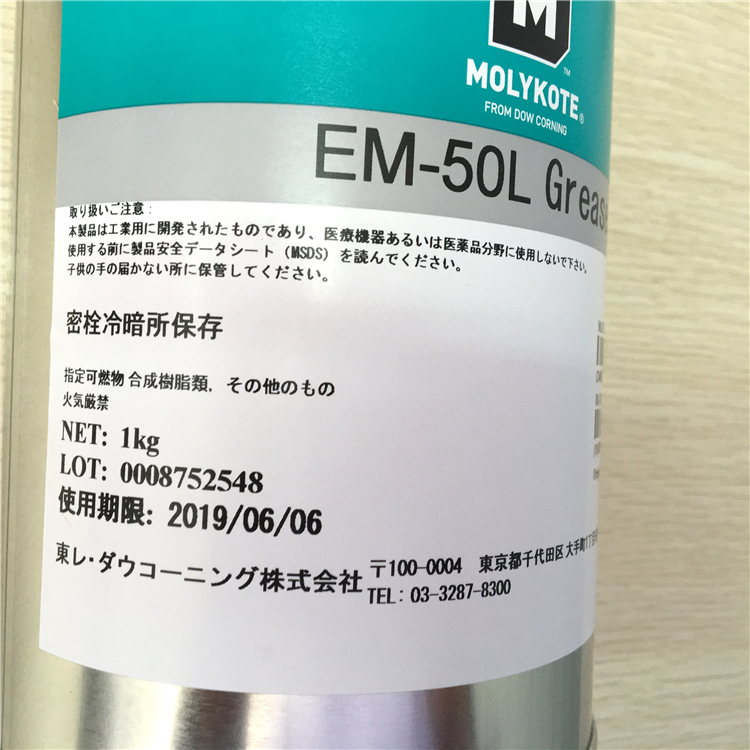 M
MOLYKOTE®
FROM DOW CORNING
EM-50L Grease
取り扱いご注意:
本製品は工業用に開発されたものであり、医療機器あるいは医薬品分野に使用しないで下さい。
使用する前に製品安全データシート (MSDS) を読んでください。
子供の手の届かない所に保管してください。
密栓冷暗所保存
指定可燃物 合成樹脂類, その他のもの
火気厳禁
NET: 1kg
LOT: 0008752548
使用期限: 2019/06/06
東レ・ダウコーニング株式会社
〒100-0004 東京都千代田区 大手町1丁
TEL: 03-3287-8300